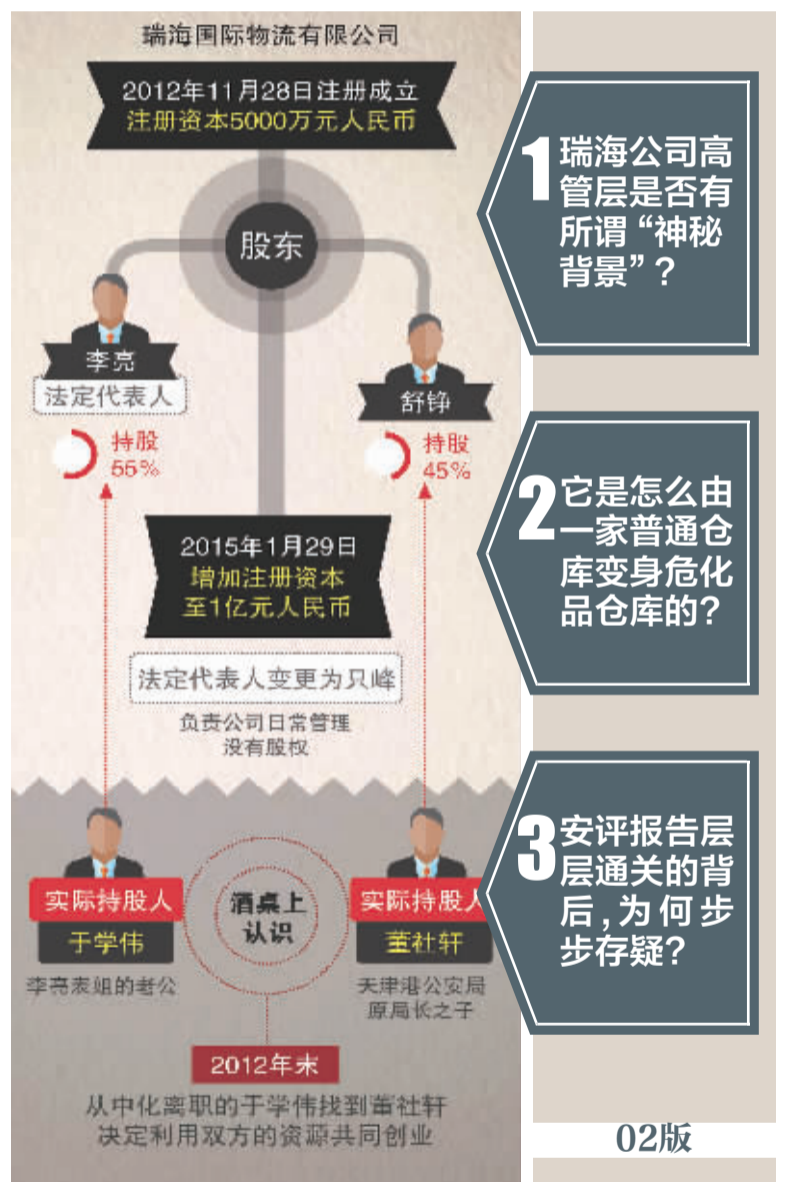 瑞海国际物流有限公司
2012年11月28日注册成立
注册资本5000万元人民币
股东
李亮
法定代表人
持股
55%
舒铮
持股
45%
2015年1月29日
增加注册资本
至1亿元人民币
法定代表人变更为只峰
负责公司日常管理
没有股权
实际持股人
于学伟
李亮表姐的老公
酒桌上
认识
实际持股人
董社轩
天津港公安局
原局长之子
2012年末
从中化离职的于学伟找到董社轩
决定利用双方的资源共同创业
1
瑞海公司高
管层是否有
所谓“神秘
背景”？
2
它是怎么由
一家普通仓
库变身危化
品仓库的？
3
安评报告层
层通关的背
后，为何步
步存疑？
02版